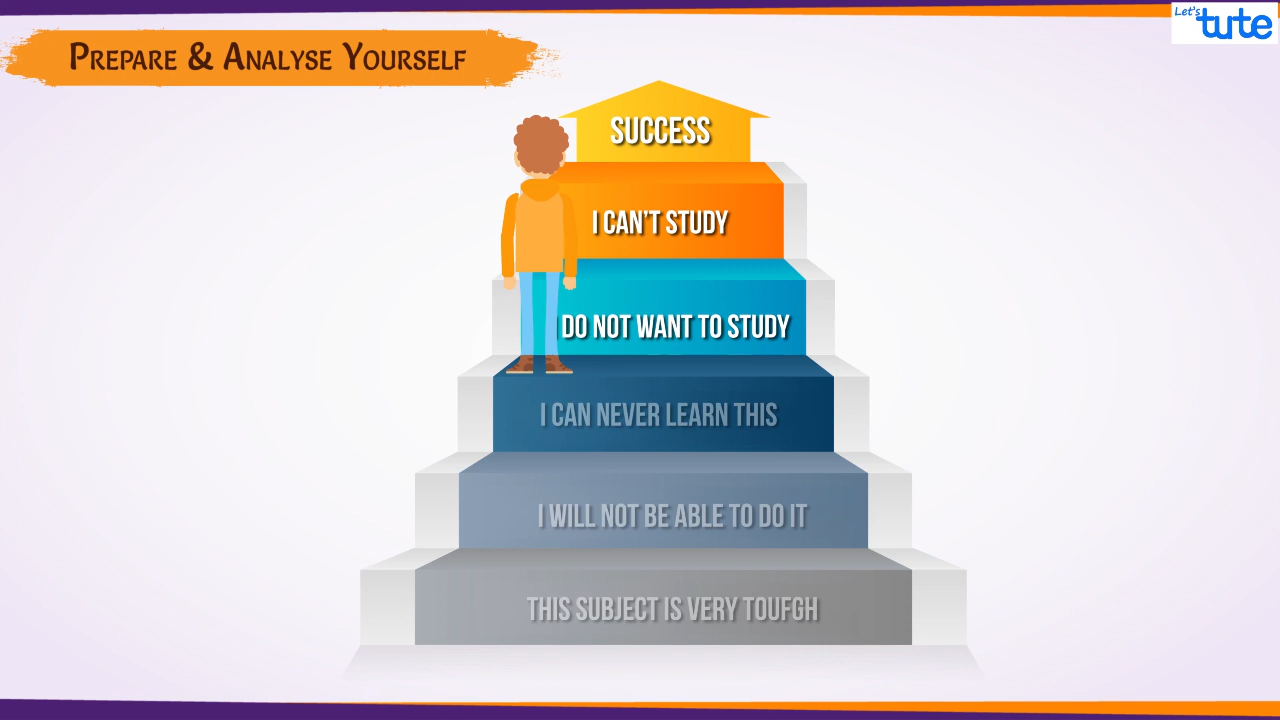 Let's
tute
PREPARE & ANALYSE YOURSELF
SUCCESS
I CAN'T STUDY
I DO NOT WANT TO STUDY
I CAN NEVER LEARN THIS
I WILL NOT BE ABLE TO DO IT
THIS SUBJECT IS VERY TOUFGH